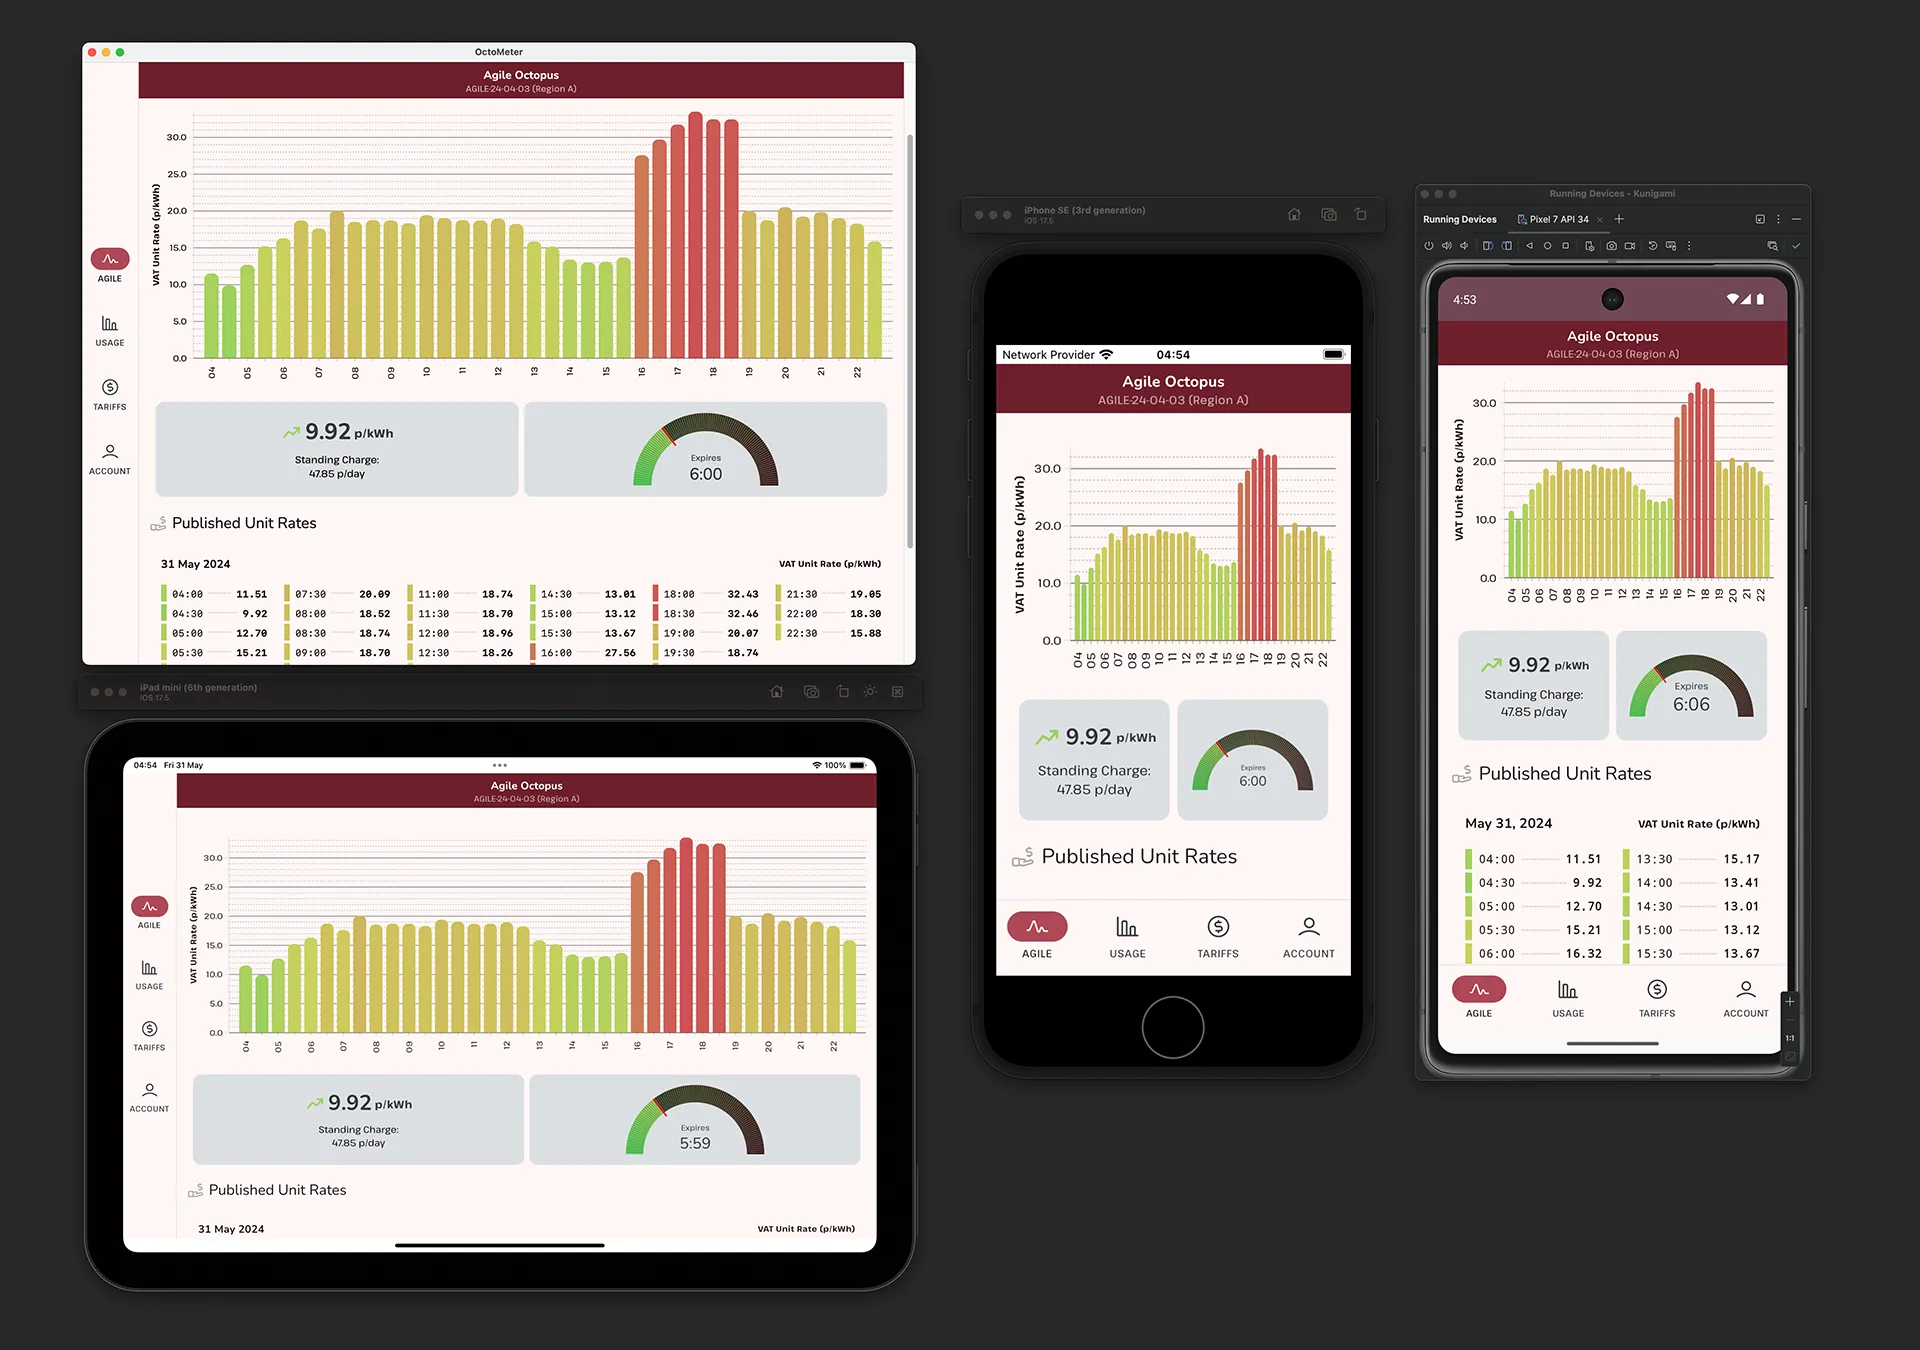 OctoMeter
Agile Octopus
AGILE-24-04-03 (Region A)
AGILE
USAGE
TARIFFS
ACCOUNT
VAT Unit Rate (p/kWh)
30.0
25.0
20.0
15.0
10.0
5.0
0.0
04 05 06 07 08 09 10 11 12 13 14 15 16 17 18 19 20 21 22
9.92 p/kWh
Standing Charge:
47.85 p/day
Expires
6:00
Published Unit Rates
31 May 2024 VAT Unit Rate (p/kWh)
04:00 11.51 07:30 20.09 11:00 18.74 14:30 13.01 18:00 32.43 21:30 19.05
04:30 9.92 08:00 18.52 11:30 18.70 15:00 13.12 18:30 32.46 22:00 18.30
05:00 12.70 08:30 18.74 12:00 18.96 15:30 13.67 19:00 20.07 22:30 15.88
05:30 15.21 09:00 18.70 12:30 18.26 16:00 27.56 19:30 18.74
iPad mini (6th generation)
iOS 17.5
04:54 Fri 31 May 100%
Agile Octopus
AGILE-24-04-03 (Region A)
AGILE
USAGE
TARIFFS
ACCOUNT
VAT Unit Rate (p/kWh)
30.0
25.0
20.0
15.0
10.0
5.0
0.0
04 05 06 07 08 09 10 11 12 13 14 15 16 17 18 19 20 21 22
9.92 p/kWh
Standing Charge:
47.85 p/day
Expires
5:59
Published Unit Rates
31 May 2024 VAT Unit Rate (p/kWh)
iPhone SE (3rd generation)
iOS 17.5
Network Provider 04:54
Agile Octopus
AGILE-24-04-03 (Region A)
VAT Unit Rate (p/kWh)
30.0
20.0
10.0
0.0
04 05 06 07 08 09 10 11 12 13 14 15 16 17 18 19 20 21 22
9.92 p/kWh
Standing Charge:
47.85 p/day
Expires
6:00
Published Unit Rates
AGILE USAGE TARIFFS ACCOUNT
Running Devices - Kunigami
Running Devices Pixel 7 API 34
4:53
Agile Octopus
AGILE-24-04-03 (Region A)
VAT Unit Rate (p/kWh)
30.0
20.0
10.0
0.0
04 05 06 07 08 09 10 11 12 13 14 15 16 17 18 19 20 21 22
9.92 p/kWh
Standing Charge:
47.85 p/day
Expires
6:06
Published Unit Rates
May 31, 2024 VAT Unit Rate (p/kWh)
04:00 11.51 13:30 15.17
04:30 9.92 14:00 13.41
05:00 12.70 14:30 13.01
05:30 15.21 15:00 13.12
06:00 16.32 15:30 13.67
AGILE USAGE TARIFFS ACCOUNT
1:1